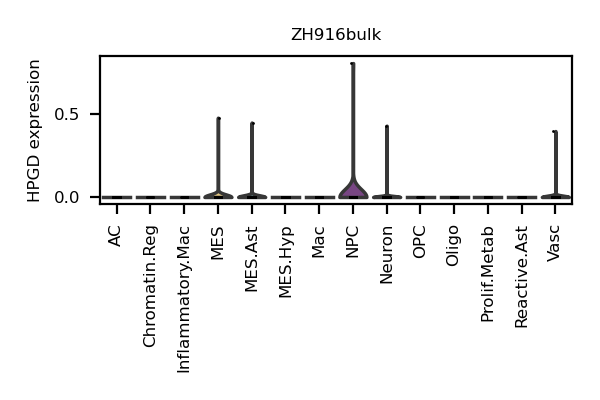 ZH916bulk
HPGD expression
0.5
0.0
AC
Chromatin.Reg
Inflammatory.Mac
MES
MES.Ast
MES.Hyp
Mac
NPC
Neuron
OPC
Oligo
Prolif.Metab
Reactive.Ast
Vasc